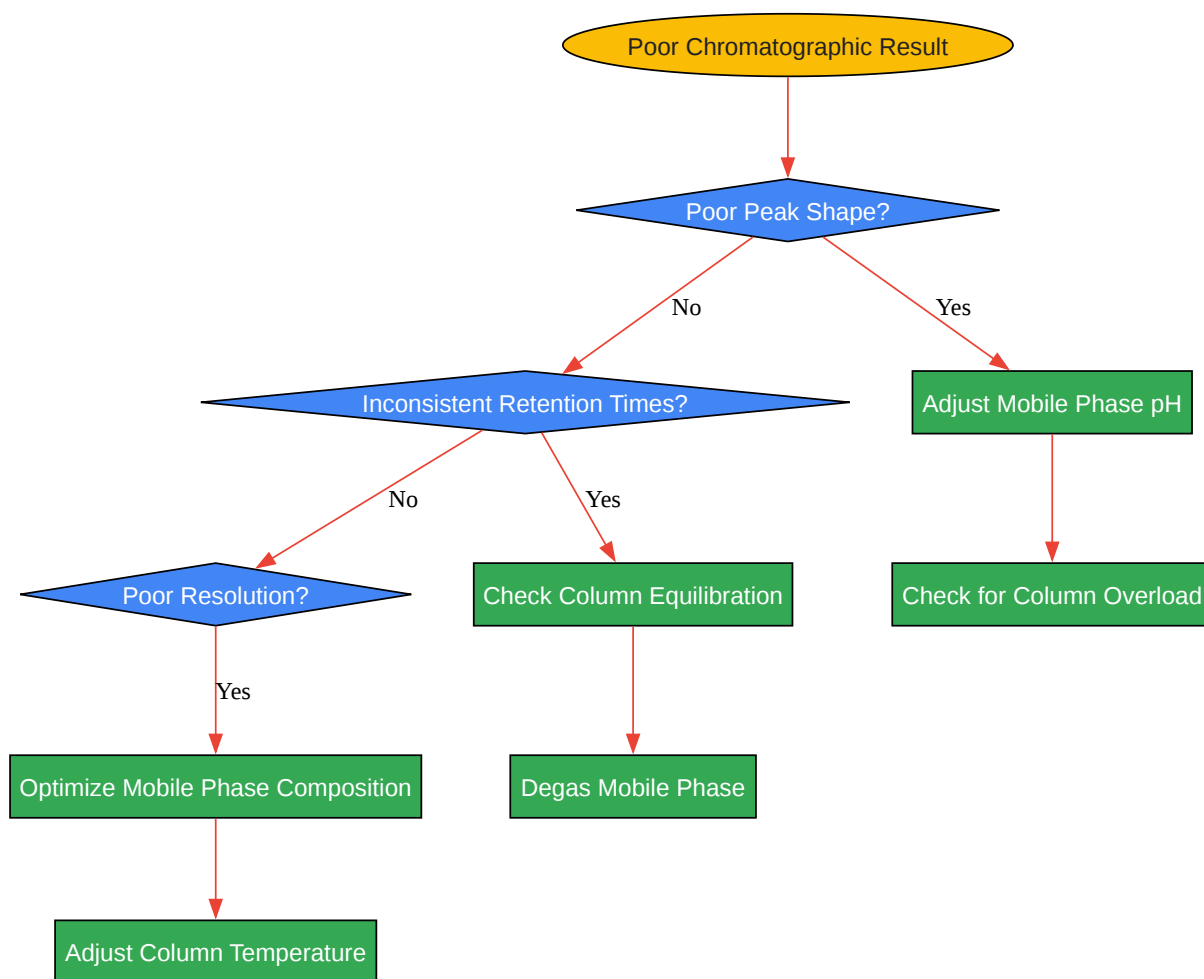 Poor Chromatographic Result
Poor Peak Shape?
No
Yes
Inconsistent Retention Times?
Adjust Mobile Phase pH
No
Yes
Poor Resolution?
Check Column Equilibration
Check for Column Overload
Yes
Optimize Mobile Phase Composition
Degas Mobile Phase
Adjust Column Temperature